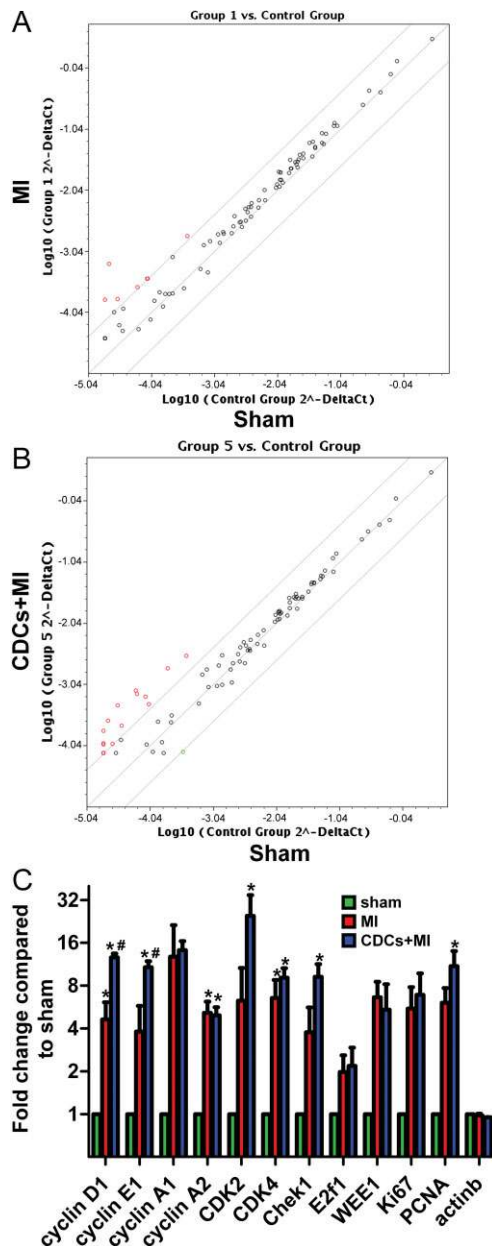 A
Group 1 vs. Control Group
MI
Log10 (Group 1 2^-DeltaCt)
-0.04
-1.04
-2.04
-3.04
-4.04
-5.04 -4.04 -3.04 -2.04 -1.04 -0.04
Log10 (Control Group 2^-DeltaCt)
Sham
B
Group 5 vs. Control Group
CDCs+MI
Log10 (Group 5 2^-DeltaCt)
-0.04
-1.04
-2.04
-3.04
-4.04
-5.04 -4.04 -3.04 -2.04 -1.04 -0.04
Log10 (Control Group 2^-DeltaCt)
Sham
C
Fold change compared
to sham
32
16
8
4
2
1
sham
MI
CDCs+MI
* * # * # * * * * * * *
cyclin D1
cyclin E1
cyclin A1
cyclin A2
CDK2
CDK4
Chek1
E2f1
WEE1
Ki67
PCNA
actinb